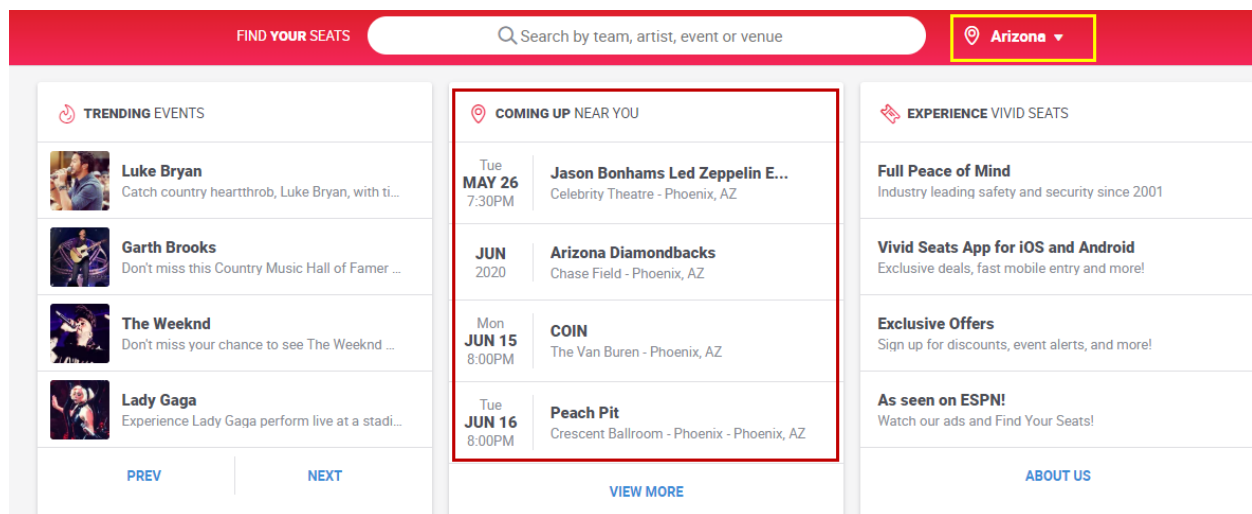 FIND YOUR SEATS
Search by team, artist, event or venue
Arizona
TRENDING EVENTS
Luke Bryan
Catch country heartthrob, Luke Bryan, with ti...
Garth Brooks
Don't miss this Country Music Hall of Famer ...
The Weeknd
Don't miss your chance to see The Weeknd ...
Lady Gaga
Experience Lady Gaga perform live at a stadi...
PREV
NEXT
COMING UP NEAR YOU
Tue
MAY 26
7:30PM
Jason Bonhams Led Zeppelin E...
Celebrity Theatre - Phoenix, AZ
JUN
2020
Arizona Diamondbacks
Chase Field - Phoenix, AZ
Mon
JUN 15
8:00PM
COIN
The Van Buren - Phoenix, AZ
Tue
JUN 16
8:00PM
Peach Pit
Crescent Ballroom - Phoenix - Phoenix, AZ
VIEW MORE
EXPERIENCE VIVID SEATS
Full Peace of Mind
Industry leading safety and security since 2001
Vivid Seats App for iOS and Android
Exclusive deals, fast mobile entry and more!
Exclusive Offers
Sign up for discounts, event alerts, and more!
As seen on ESPN!
Watch our ads and Find Your Seats!
ABOUT US